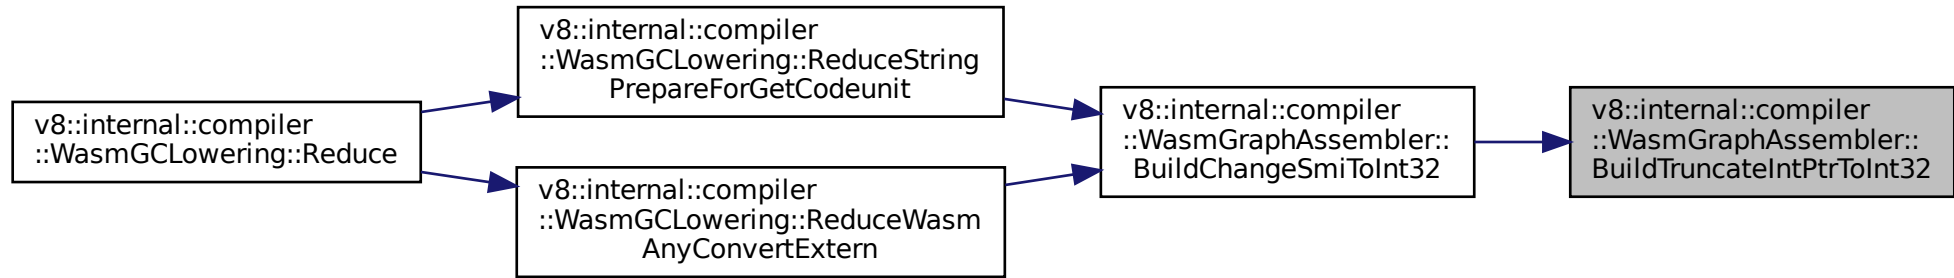 v8::internal::compiler
::WasmGCLowering::Reduce
v8::internal::compiler
::WasmGCLowering::ReduceString
PrepareForGetCodeunit
v8::internal::compiler
::WasmGCLowering::ReduceWasm
AnyConvertExtern
v8::internal::compiler
::WasmGraphAssembler::
BuildChangeSmiToInt32
v8::internal::compiler
::WasmGraphAssembler::
BuildTruncateIntPtrToInt32